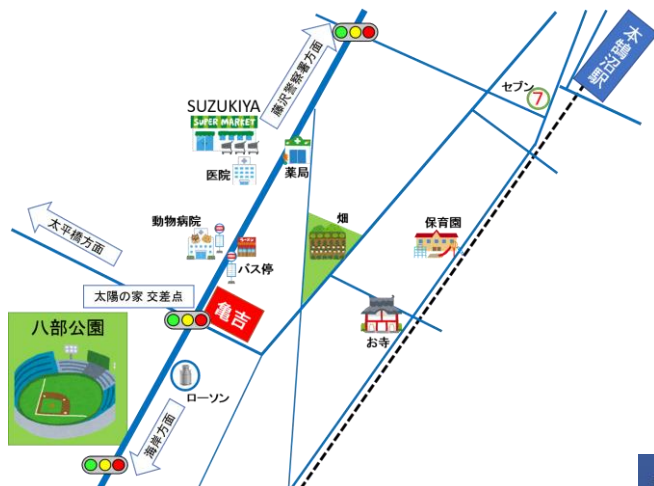 本鵠沼駅
藤沢警察署方面
セブン
7
SUZUKIYA
SUPER MARKET
薬局
医院
太平橋方面
動物病院
畑
保育園
バス停
太陽の家 交差点
亀吉
八部公園
お寺
ローソン
海岸方面